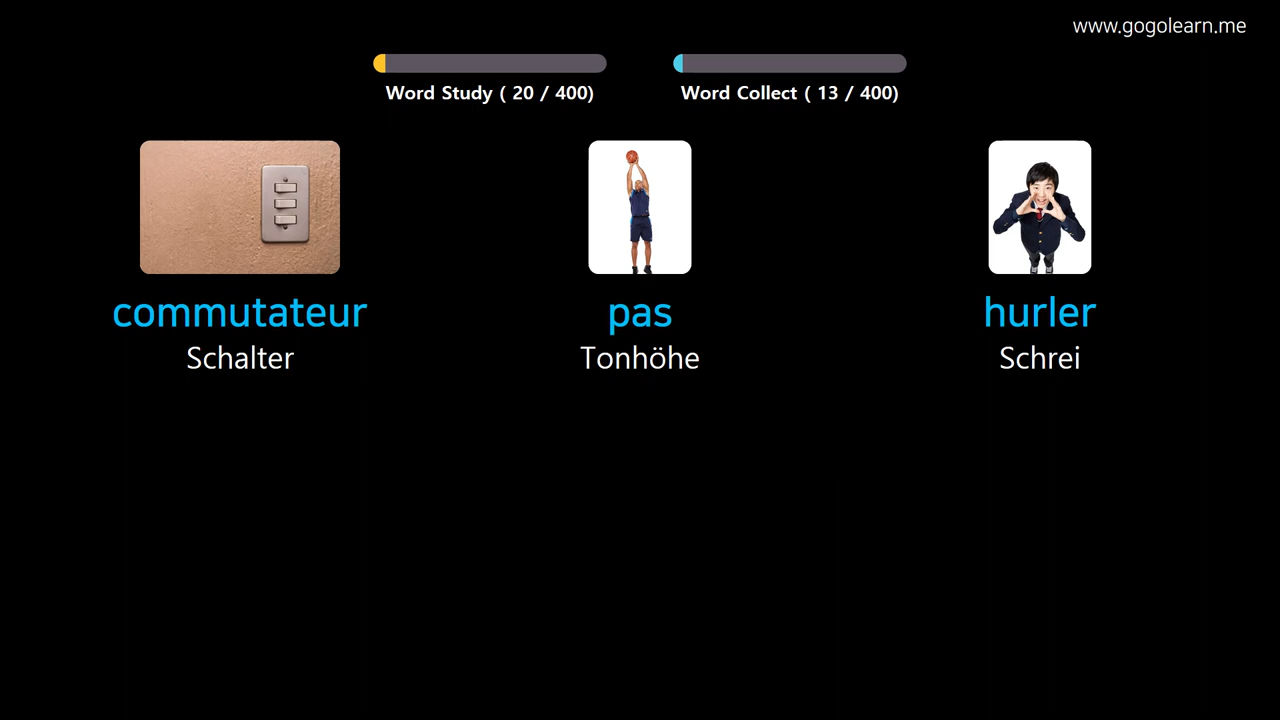 www.gogolearn.me
Word Study ( 20 / 400)
Word Collect ( 13 / 400)
commutateur
pas
hurler
Schalter
Tonhöhe
Schrei